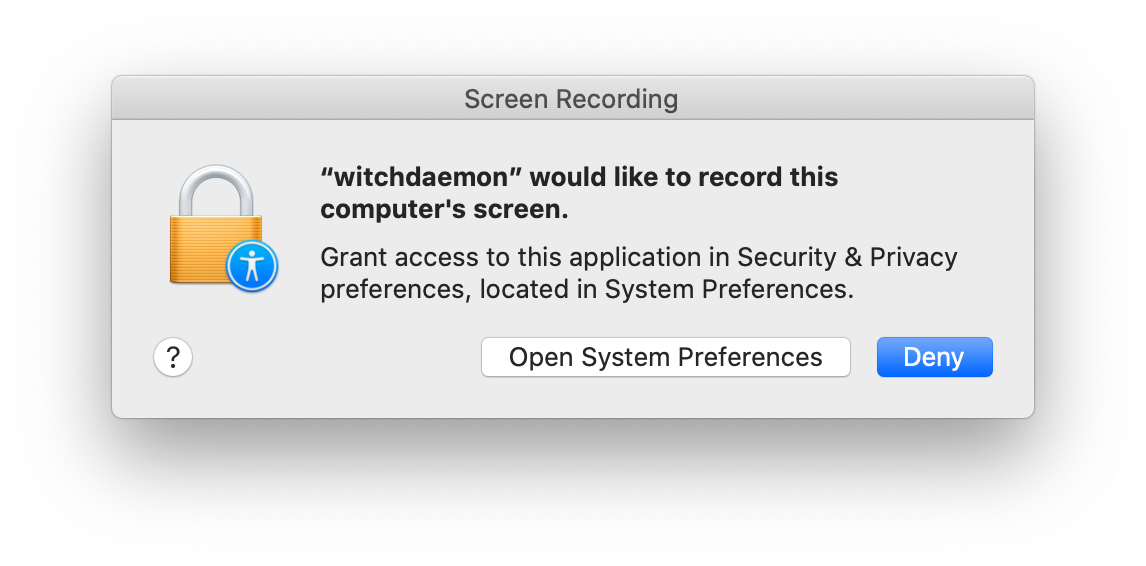 Screen Recording
“witchdaemon” would like to record this
computer's screen.
Grant access to this application in Security & Privacy
preferences, located in System Preferences.
?
Open System Preferences
Deny